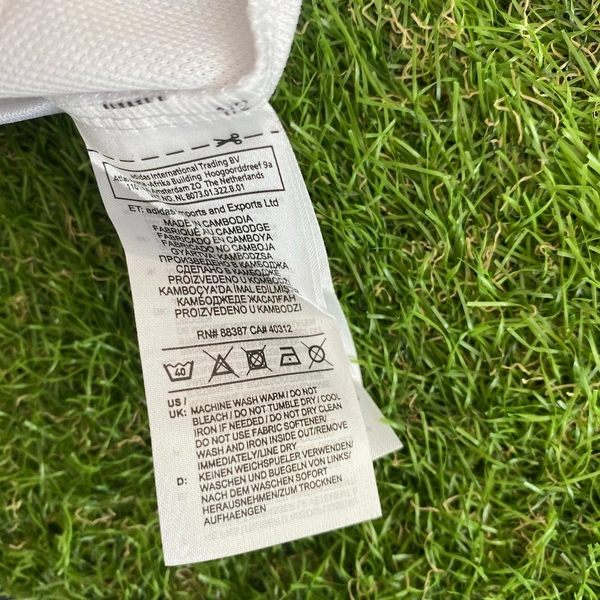 adidas International Trading BV
Building Hoogoorddreef 9a
Amsterdam ZO The Netherlands
NO. NL 8073.01.322.B.01
ET: adidas Imports and Exports Ltd
MADE IN CAMBODIA
FABRIQUÉ AU CAMBODGE
FABRICADO EN CAMBOYA
FABRICADO NO CAMBOJA
GYÁRTVA KAMBODZSA
ПРОИЗВЕДЕНО В КАМБОДЖА
СДЕЛАНО В КАМБОДЖЕ
PROIZVEDENO U
KAMBOÇYA'DA İMAL EDİLMİŞ
КАМБОДЖЕДЕ ЖАСАЛҒАН
PROIZVEDENO U KAMBODŽI
RN# 88387 CA# 40312
40
US /
UK: MACHINE WASH WARM / DO NOT
BLEACH / DO NOT TUMBLE DRY / COOL
IRON IF NEEDED / DO NOT DRY CLEAN
DO NOT USE FABRIC SOFTENER/
WASH AND IRON INSIDE OUT/REMOVE
IMMEDIATELY/LINE DRY
D: KEINEN WEICHSPUELER VERWENDEN/
WASCHEN UND BUEGELN VON LINKS/
NACH DEM WASCHEN SOFORT
HERAUSNEHMEN/ZUM TROCKNEN
AUFHAENGEN